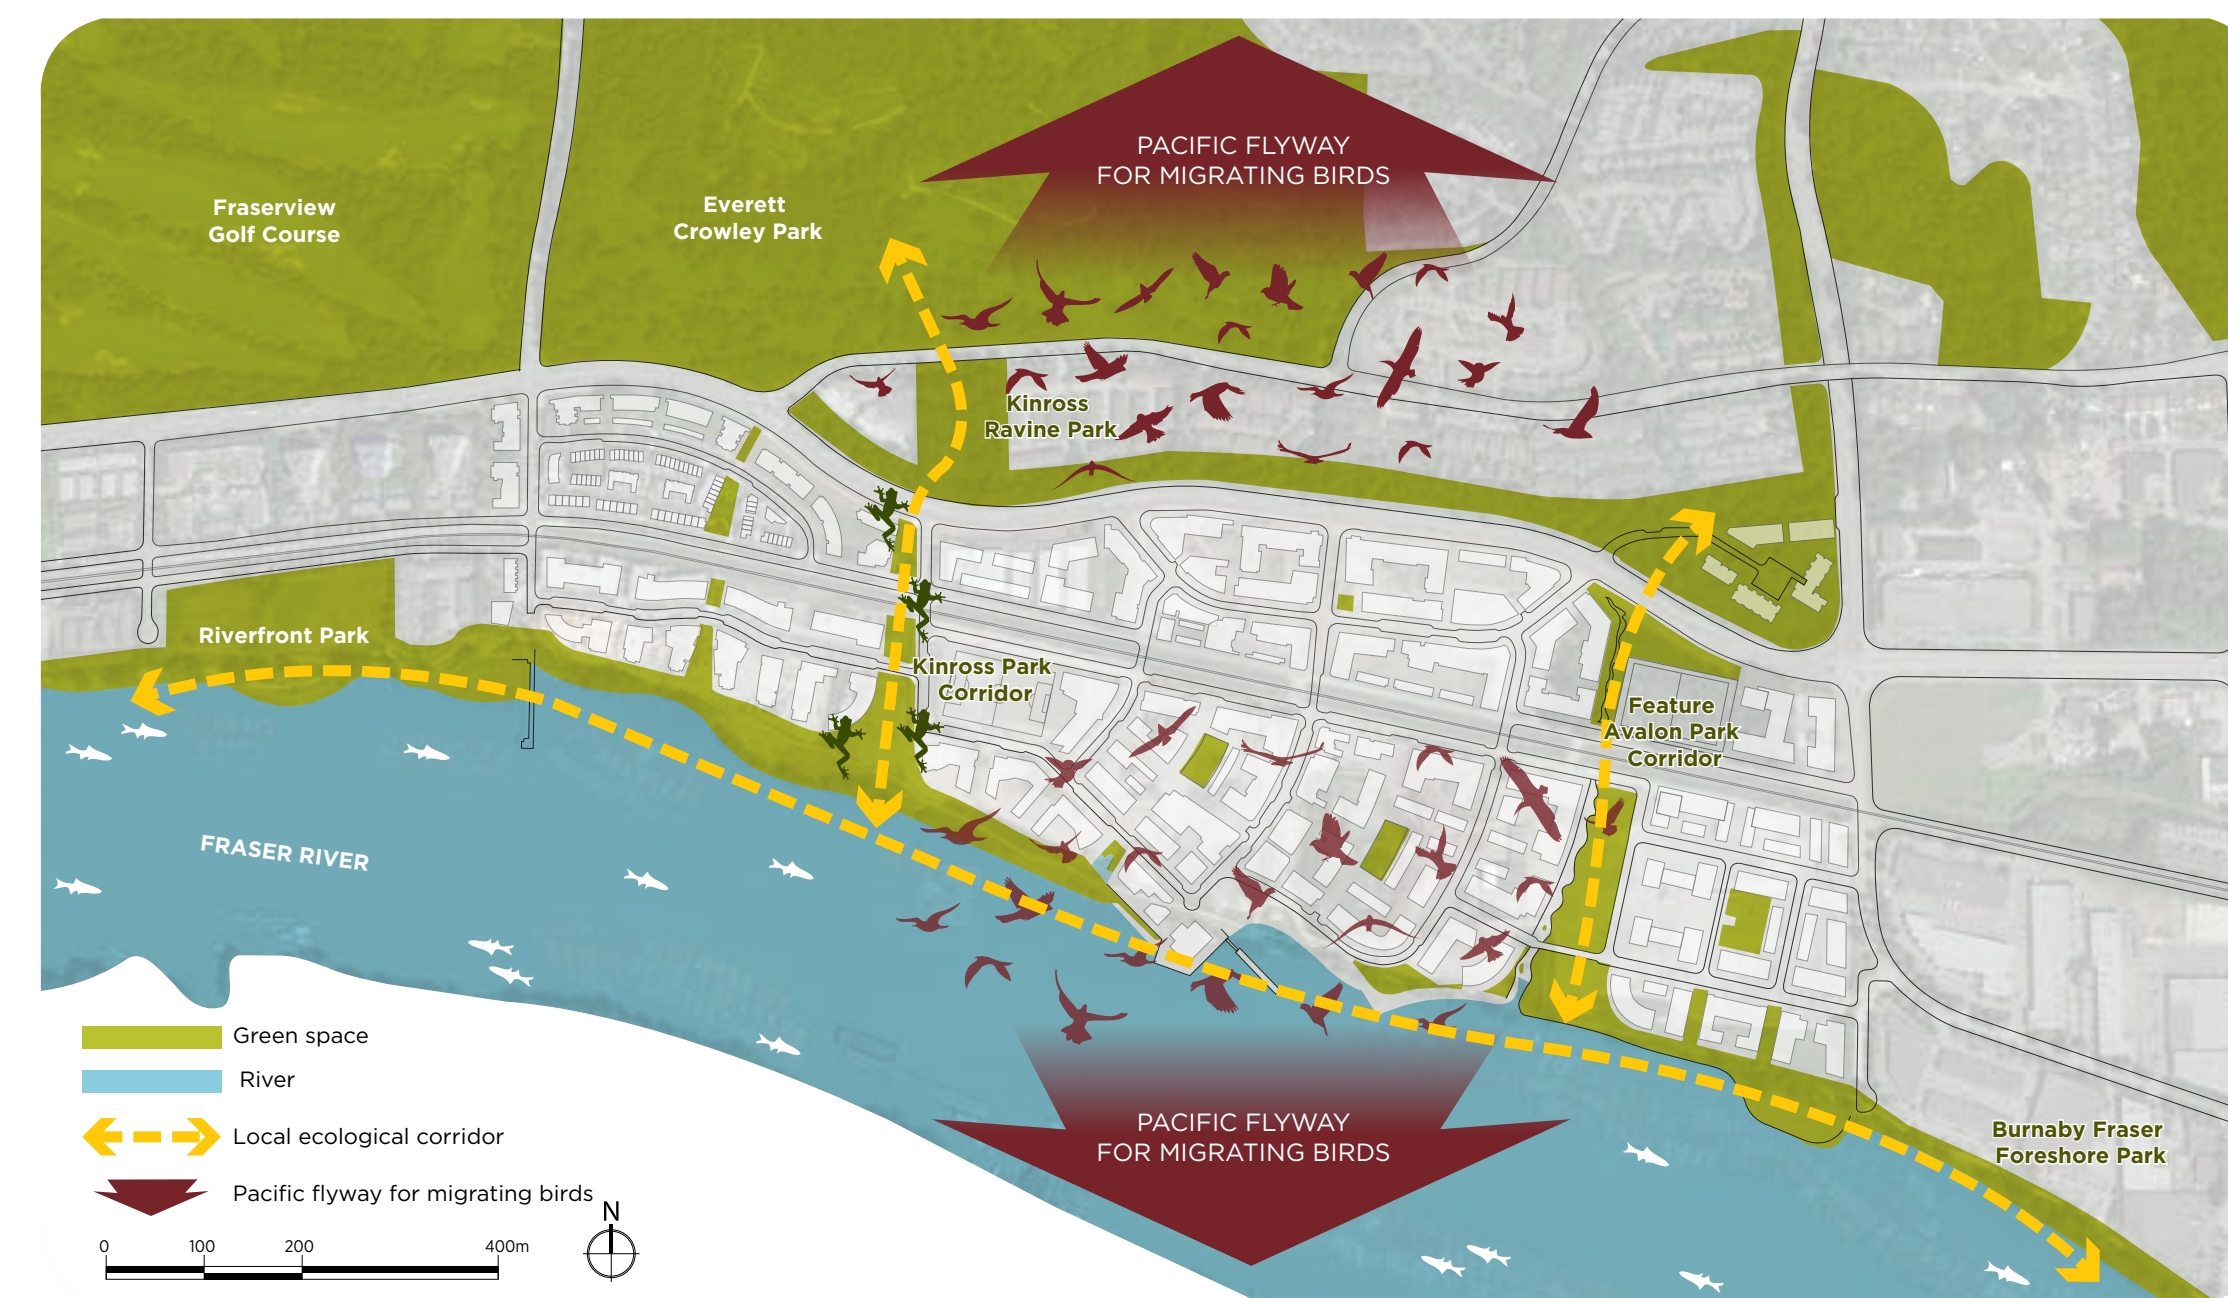 PACIFIC FLYWAY
FOR MIGRATING BIRDS
Fraserview
Golf Course
Everett
Crowley Park
Kinross
Ravine Park
Riverfront Park
Kinross Park
Corridor
Feature
Avalon Park
Corridor
FRASER RIVER
PACIFIC FLYWAY
FOR MIGRATING BIRDS
Burnaby Fraser
Foreshore Park
Green space
River
Local ecological corridor
Pacific flyway for migrating birds
N
0 100 200 400m